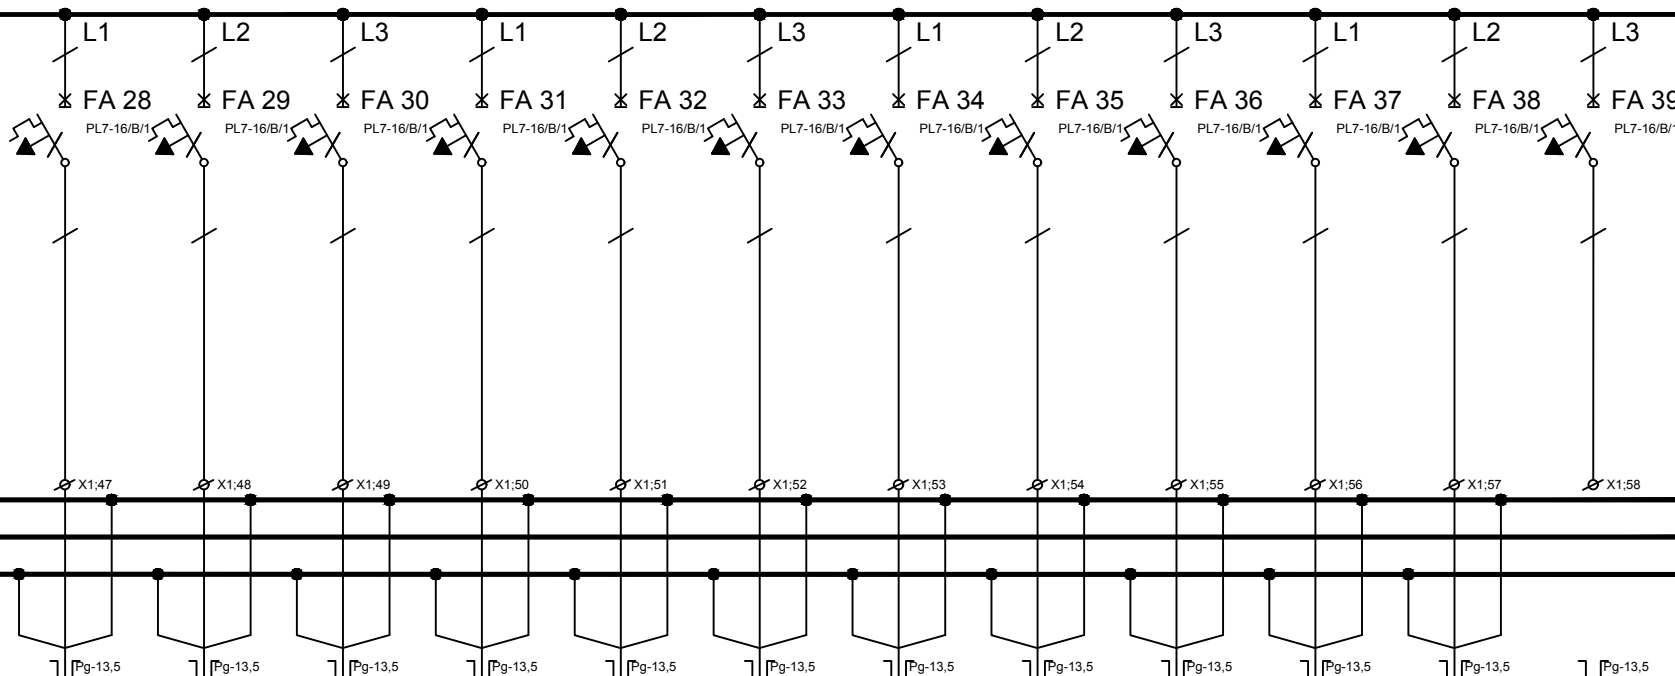 L1 L2 L3 L1 L2 L3 L1 L2 L3 L1 L2 L3
FA 28 FA 29 FA 30 FA 31 FA 32 FA 33 FA 34 FA 35 FA 36 FA 37 FA 38 FA 39
PL7-16/B/1 PL7-16/B/1 PL7-16/B/1 PL7-16/B/1 PL7-16/B/1 PL7-16/B/1 PL7-16/B/1 PL7-16/B/1 PL7-16/B/1 PL7-16/B/1 PL7-16/B/1 PL7-16/B/1
X1;47 X1;48 X1;49 X1;50 X1;51 X1;52 X1;53 X1;54 X1;55 X1;56 X1;57 X1;58
Pg-13,5 Pg-13,5 Pg-13,5 Pg-13,5 Pg-13,5 Pg-13,5 Pg-13,5 Pg-13,5 Pg-13,5 Pg-13,5 Pg-13,5 Pg-13,5